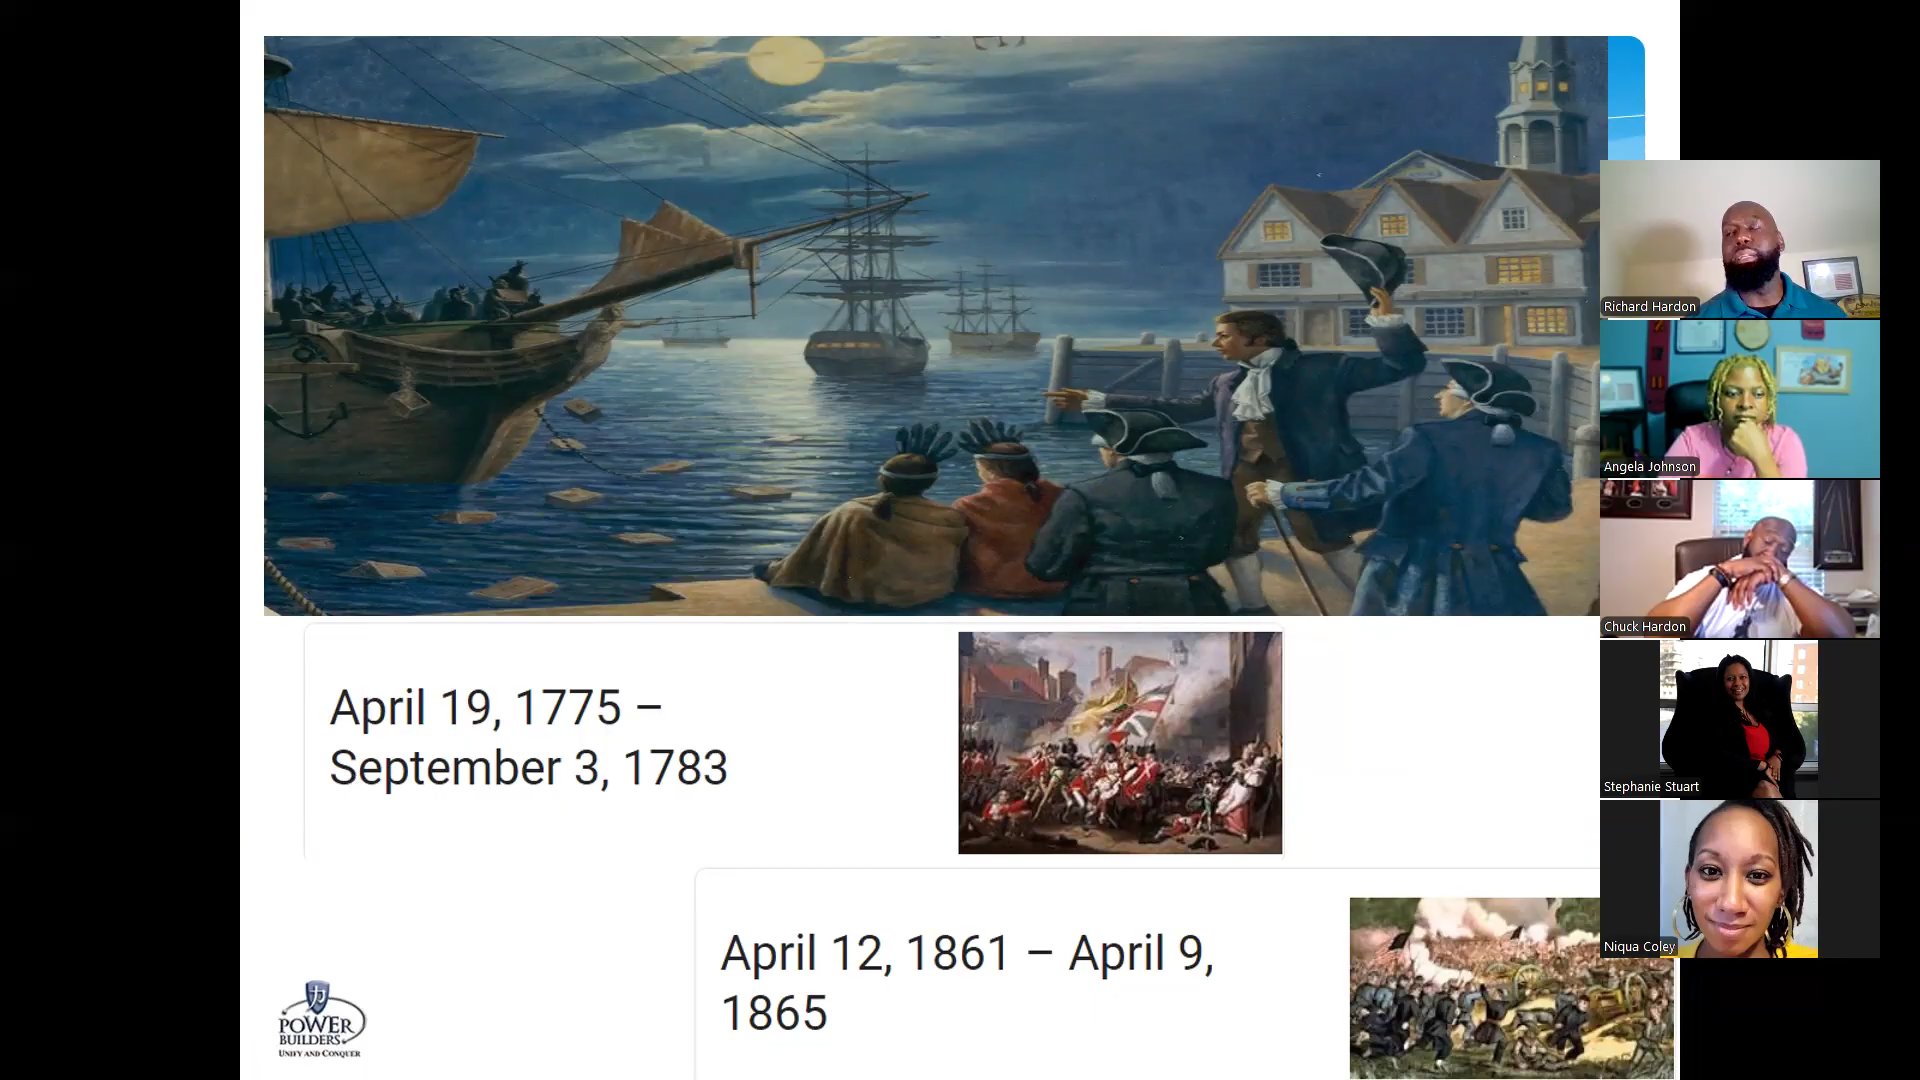 April 19, 1775 –
September 3, 1783
April 12, 1861 – April 9,
1865
POWER
BUILDERS
UNIFY AND CONQUER
Richard Hardon
Angela Johnson
Chuck Hardon
Stephanie Stuart
Niqua Coley